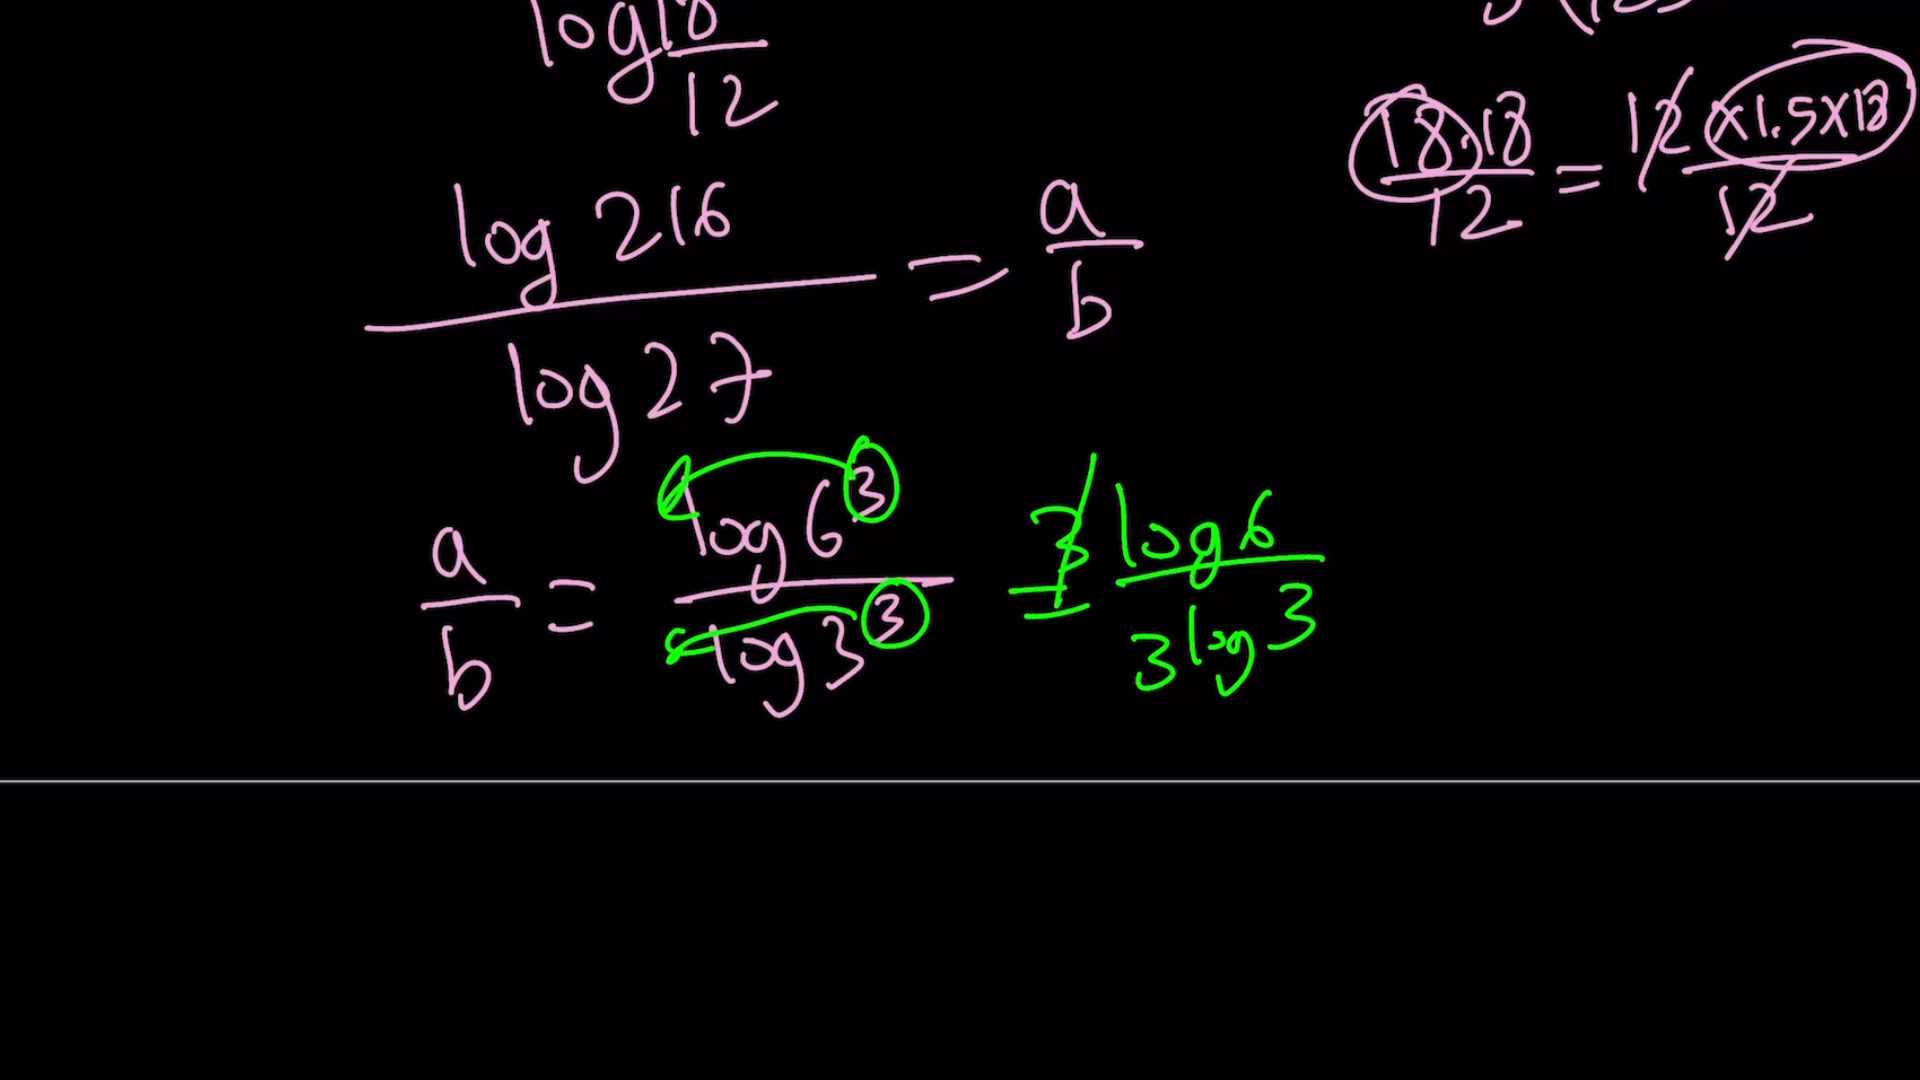 log 18/12
18·18/12 = 12×1.5×18/12
log 216/log 27 = a/b
a/b = log 6³/log 3³ = 3 log 6/3 log 3